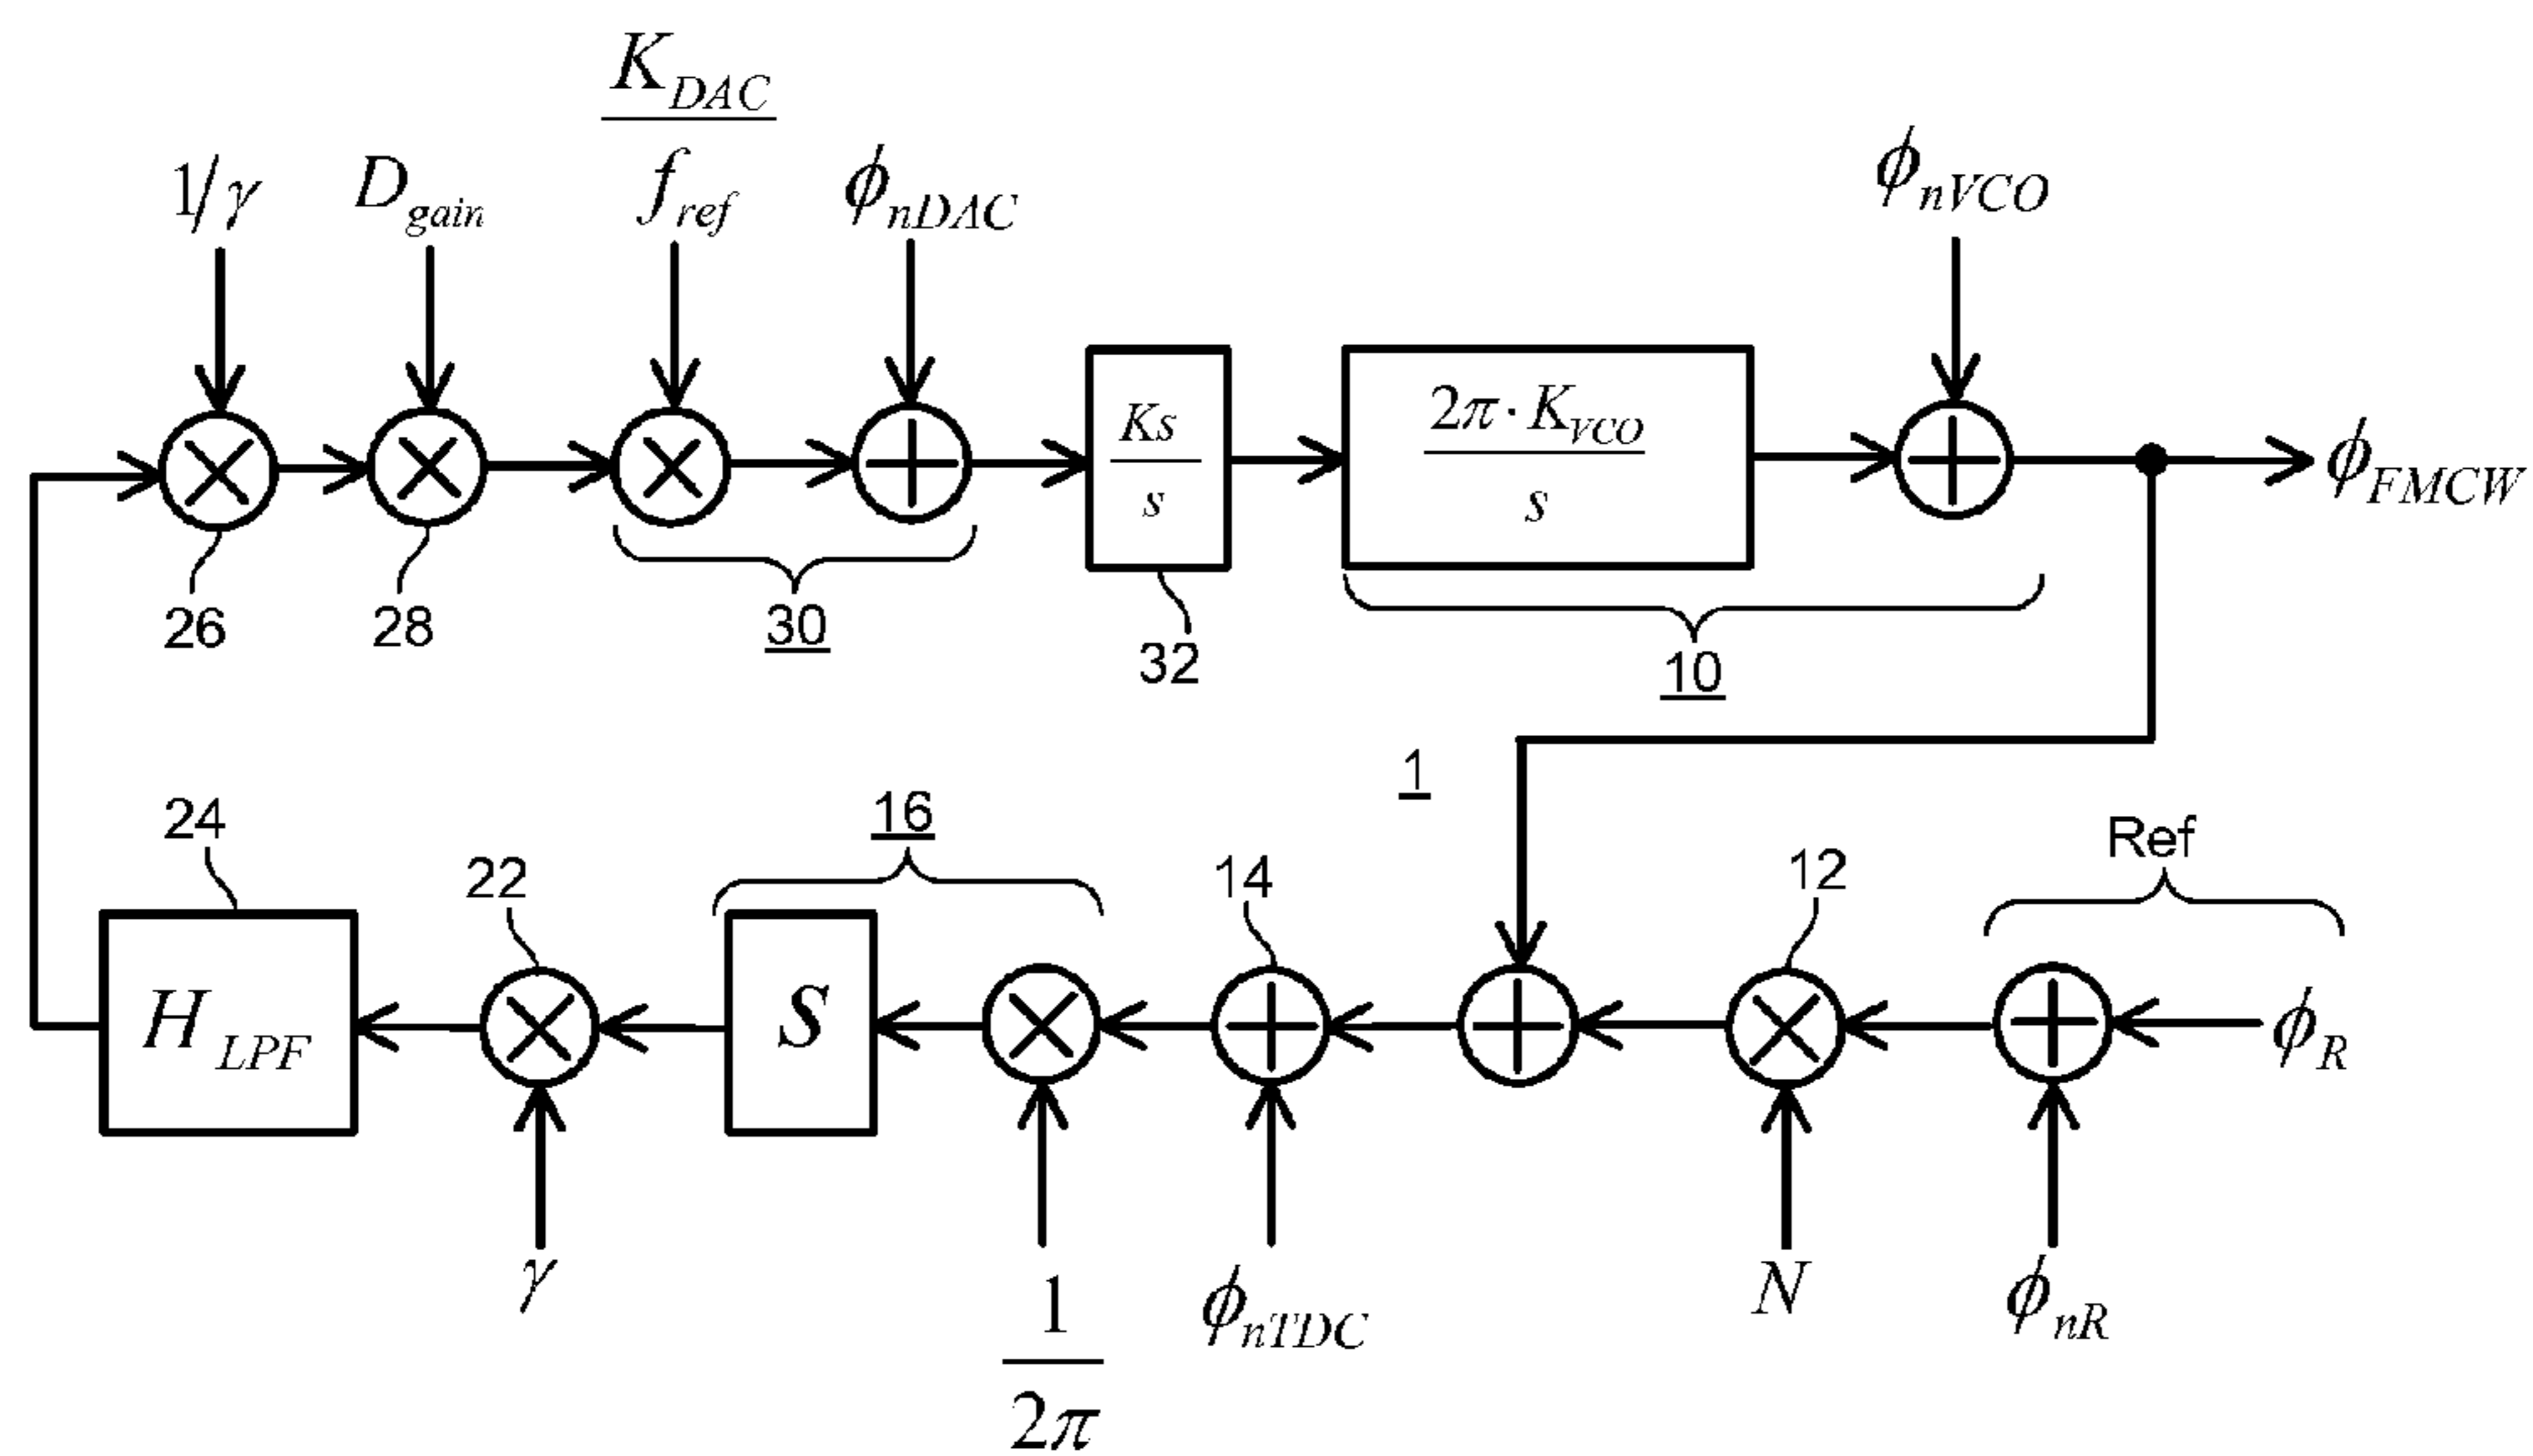 K_DAC
1/γ D_gain f_ref ϕ_nDAC ϕ_nVCO
Ks 2π·K_VCO
s s
ϕ_FMCW
26 28 30 32 10
1
24 22 16 14 12 Ref
H_LPF S ϕ_R
γ 1 ϕ_nTDC N ϕ_nR
2π